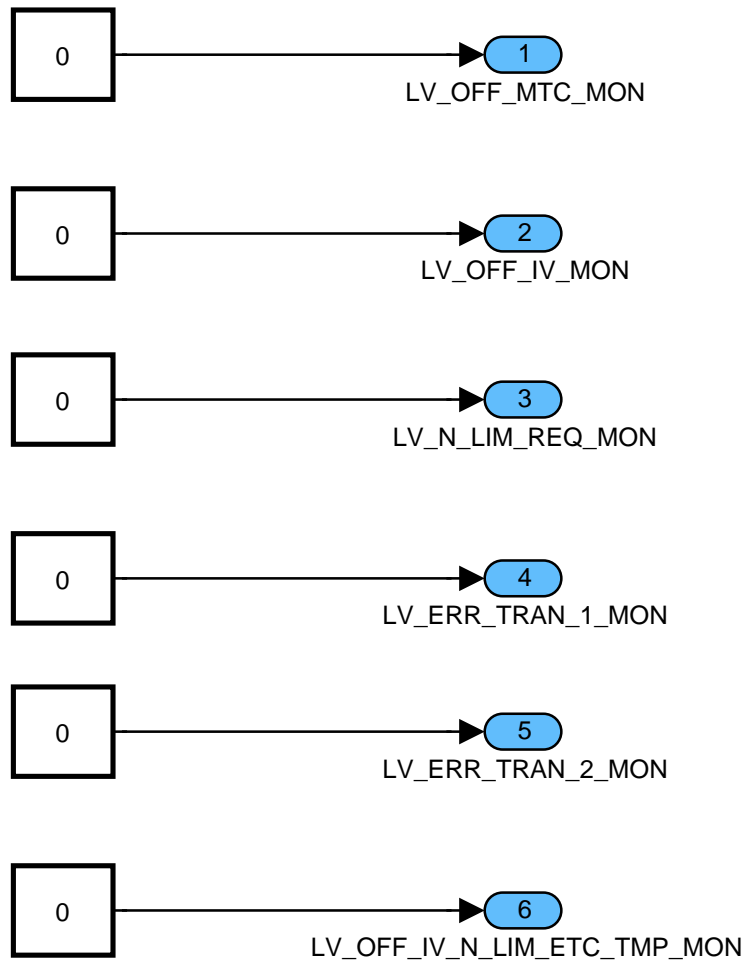 0
1
LV_OFF_MTC_MON
0
2
LV_OFF_IV_MON
0
3
LV_N_LIM_REQ_MON
0
4
LV_ERR_TRAN_1_MON
0
5
LV_ERR_TRAN_2_MON
0
6
LV_OFF_IV_N_LIM_ETC_TMP_MON